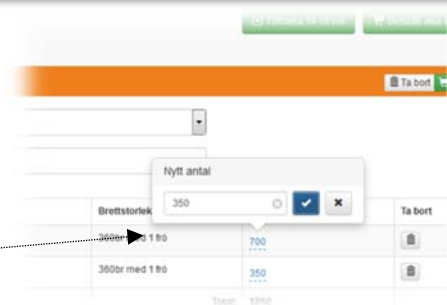 Ta bort
Nytt antal
350
Brettstorlek
Ta bort
360br med 1 frö
700
360br med 1 frö
350
Total: 1050